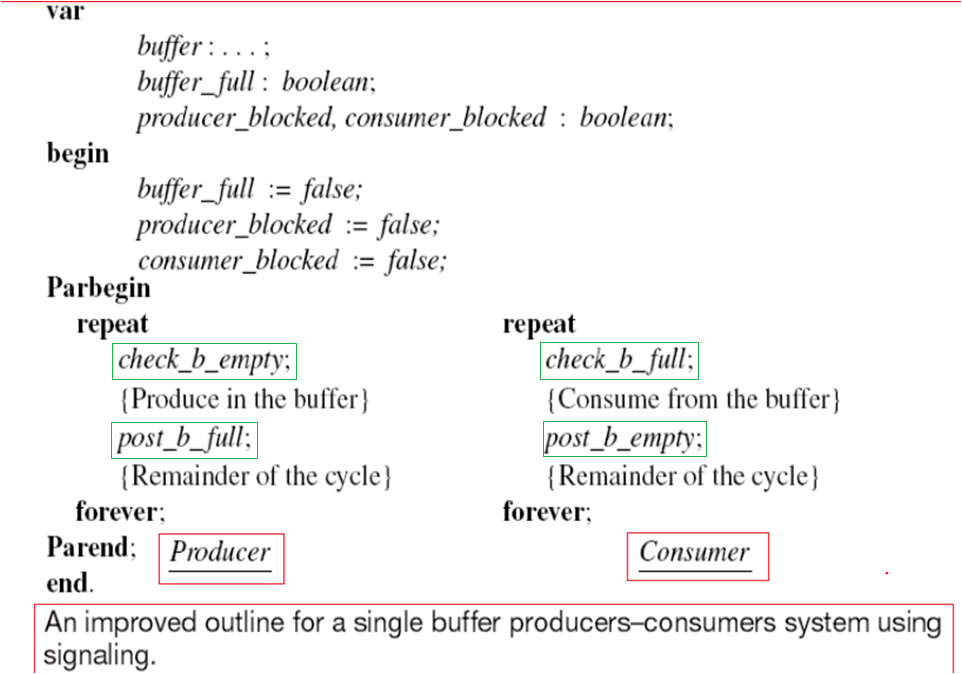 var
buffer : . . . ;
buffer_full : boolean;
producer_blocked, consumer_blocked : boolean;
begin
buffer_full := false;
producer_blocked := false;
consumer_blocked := false;
Parbegin
repeat
check_b_empty;
{Produce in the buffer}
post_b_full;
{Remainder of the cycle}
forever;
repeat
check_b_full;
{Consume from the buffer}
post_b_empty;
{Remainder of the cycle}
forever;
Parend;
end.
Producer
Consumer
An improved outline for a single buffer producers–consumers system using
signaling.